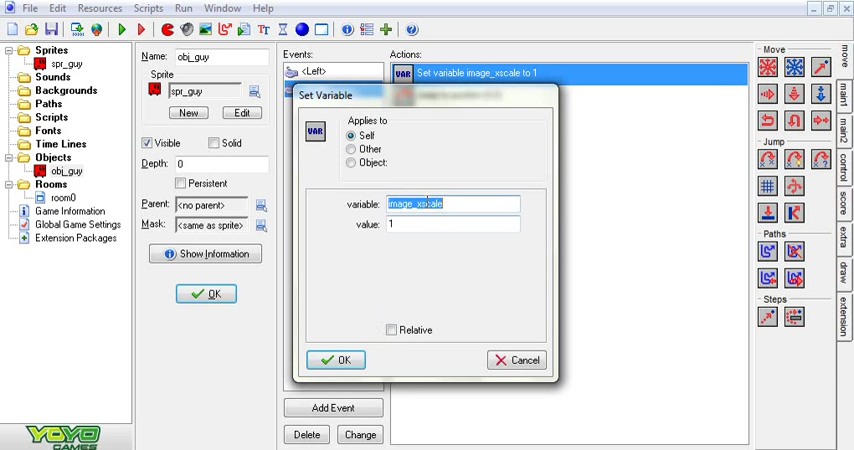 File Edit Resources Scripts Run Window Help
Sprites
spr_guy
Sounds
Backgrounds
Paths
Scripts
Fonts
Time Lines
Objects
obj_guy
Rooms
room0
Game Information
Global Game Settings
Extension Packages
YOYO
GAMES
Name: obj_guy
Sprite
spr_guy
New Edit
Visible Solid
Depth: 0
Persistent
Parent: <no parent>
Mask: <same as sprite>
Show Information
OK
Events:
<Left>
Add Event
Delete Change
Actions:
VAR Set variable image_xscale to 1
Set Variable
VAR
Applies to
Self
Other
Object:
variable: image_xscale
value: 1
Relative
OK Cancel
Move
Jump
Paths
Steps
move
main1
main2
control
score
extra
draw
extension